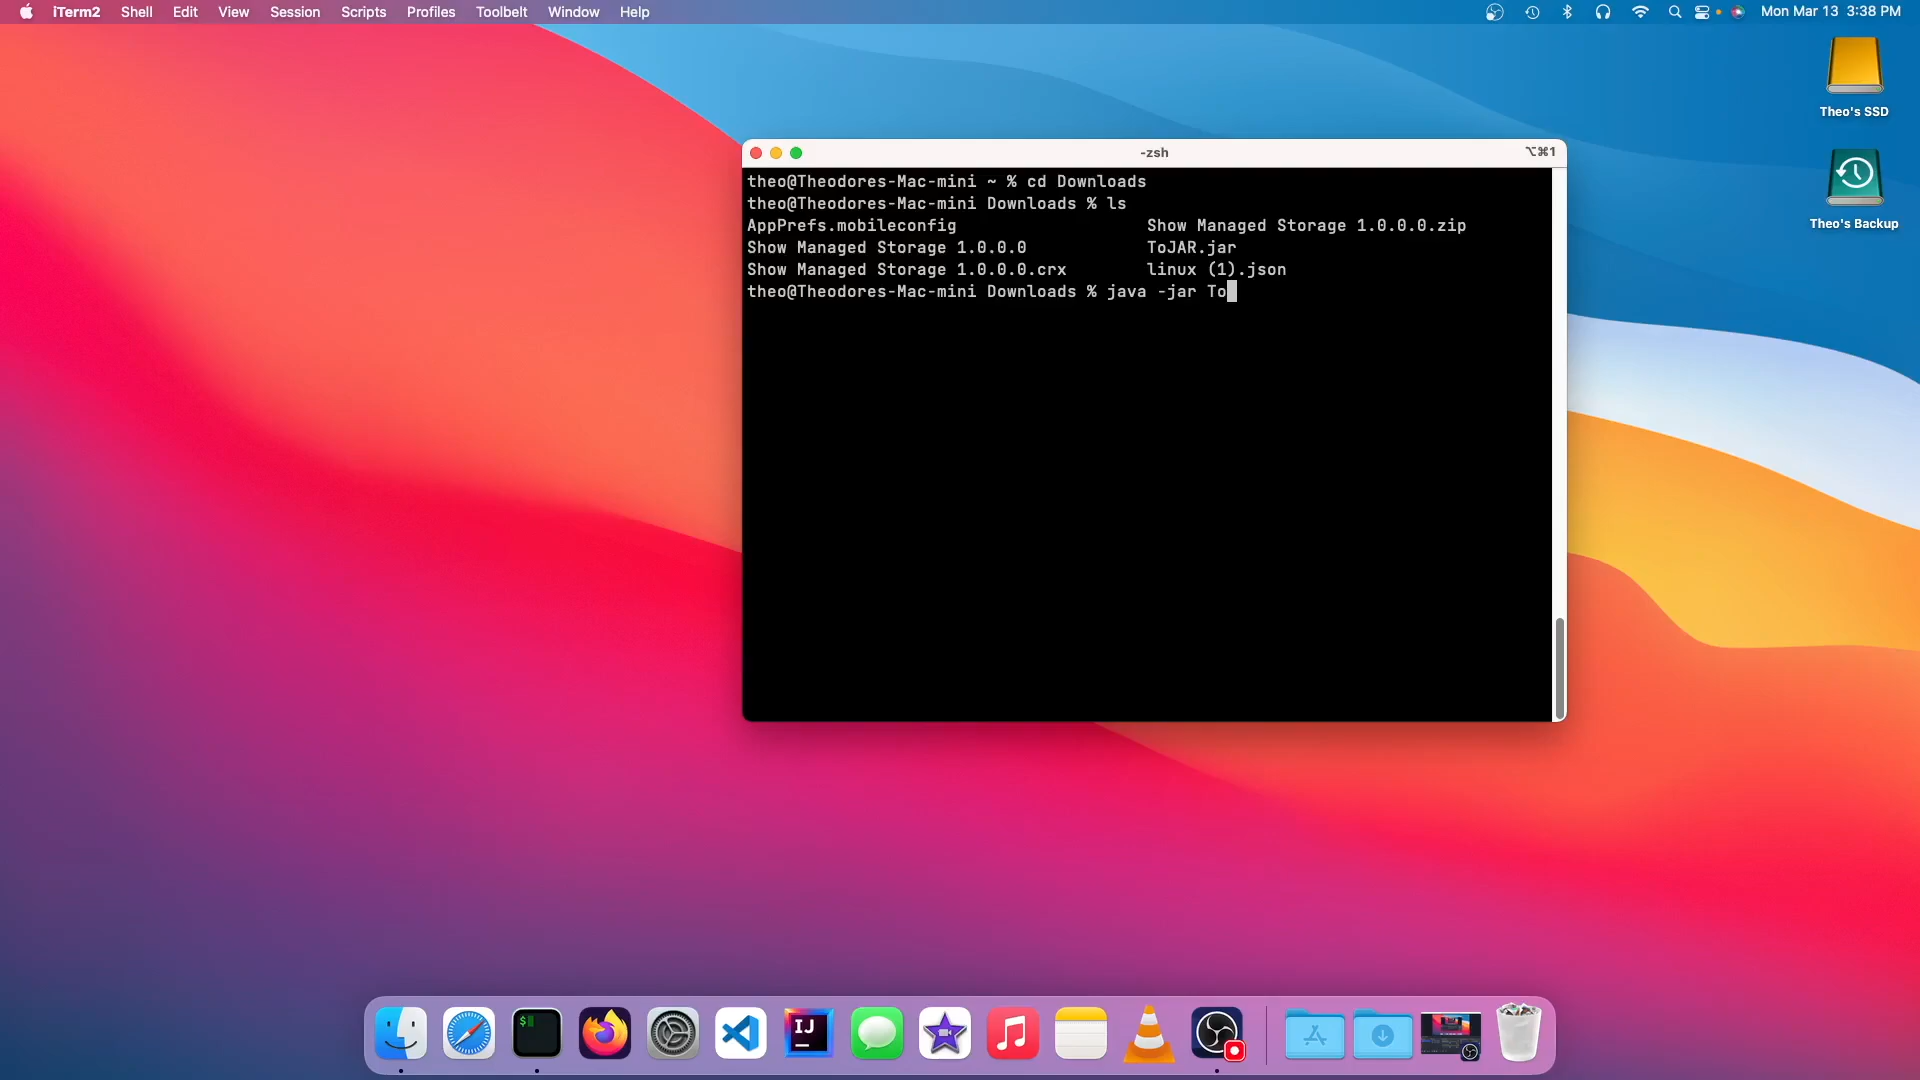 iTerm2 Shell Edit View Session Scripts Profiles Toolbelt Window Help Mon Mar 13 3:38 PM
Theo's SSD
Theo's Backup
-zsh ⌥⌘1
theo@Theodores-Mac-mini ~ % cd Downloads
theo@Theodores-Mac-mini Downloads % ls
AppPrefs.mobileconfig Show Managed Storage 1.0.0.0.zip
Show Managed Storage 1.0.0.0 ToJAR.jar
Show Managed Storage 1.0.0.0.crx linux (1).json
theo@Theodores-Mac-mini Downloads % java -jar To
$
IJ